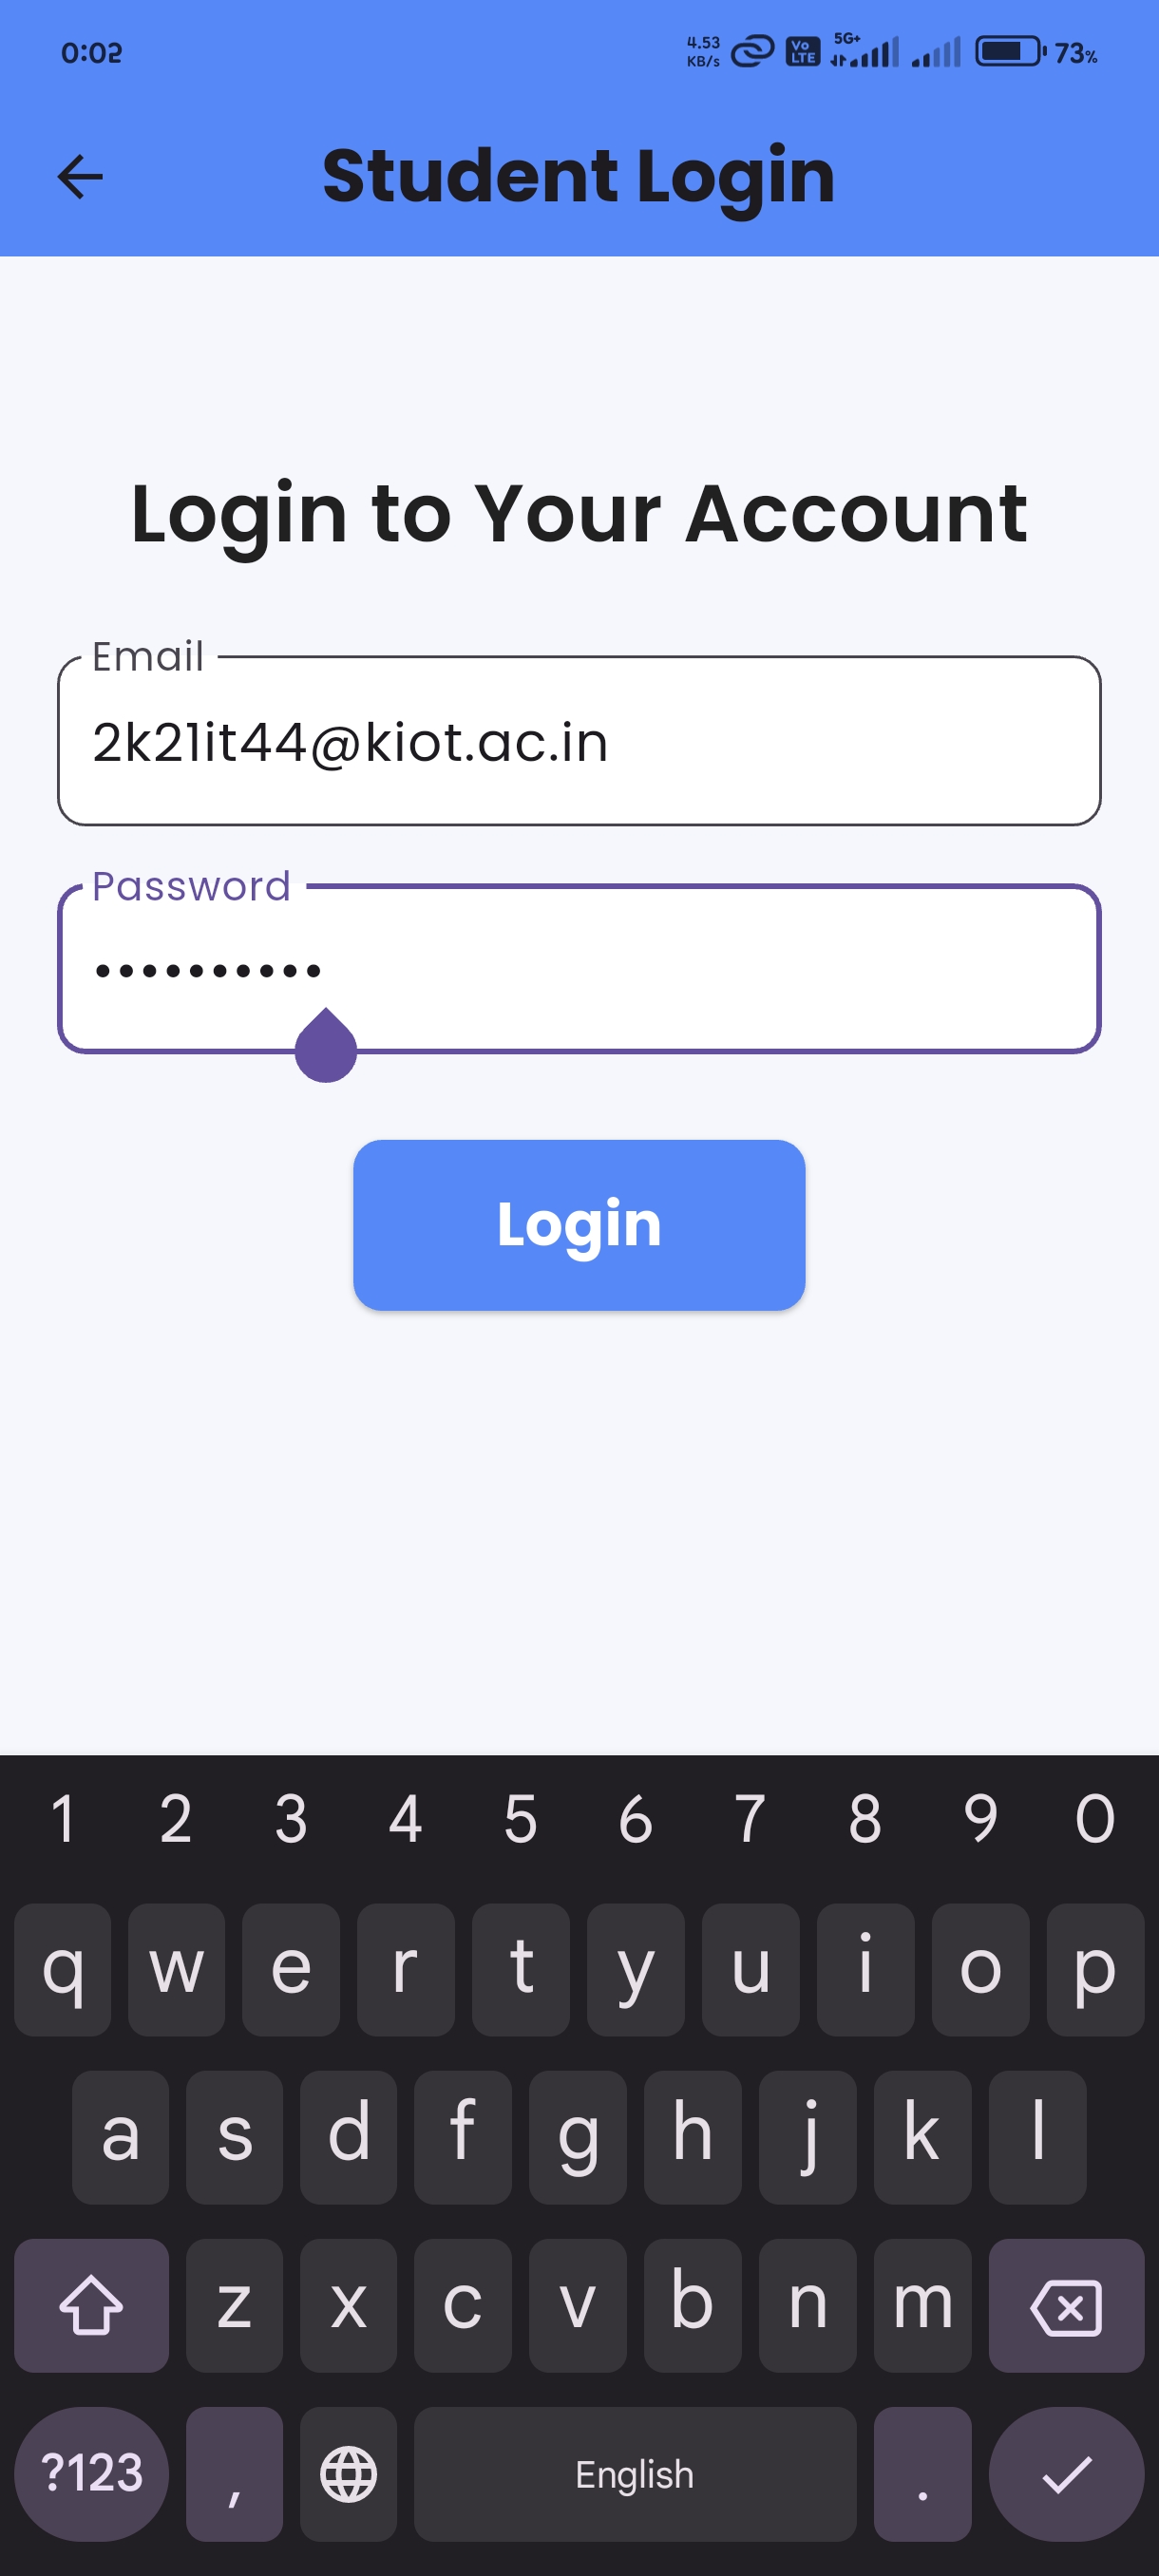 0:02
4.53 KB/s Vo LTE 5G+ 73%
Student Login
Login to Your Account
Email
2k21it44@kiot.ac.in
Password
••••••••••
Login
1 2 3 4 5 6 7 8 9 0
q w e r t y u i o p
a s d f g h j k l
z x c v b n m
?123 , English .